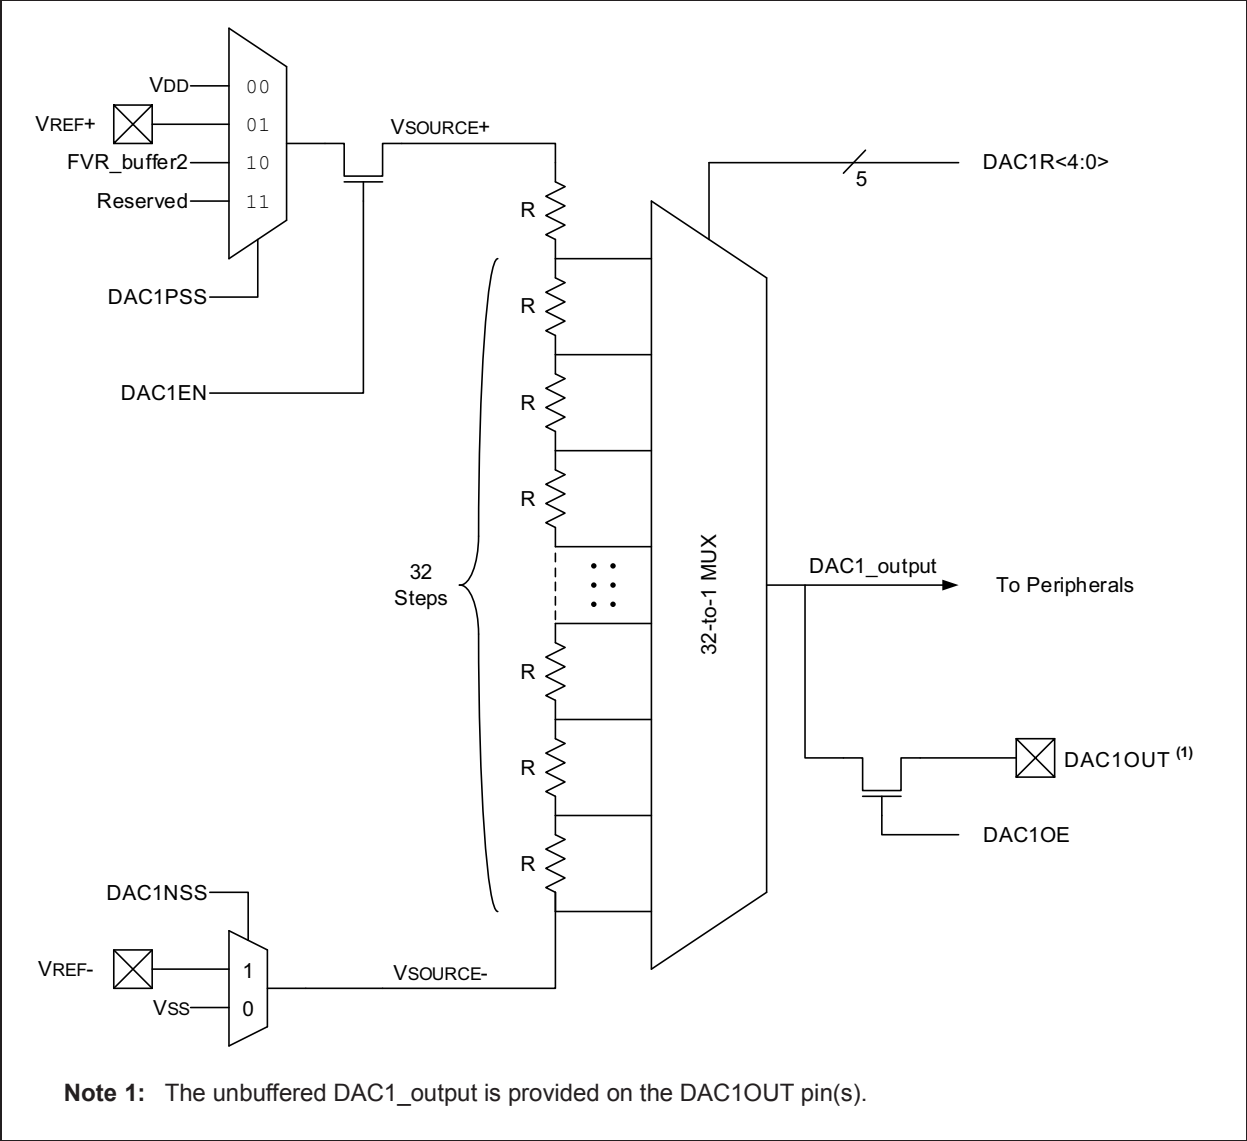 VDD
00
VREF+
01
FVR_buffer2
10
Reserved
11
DAC1PSS
DAC1EN
VSOURCE+
R
R
R
R
32
Steps
R
R
R
32-to-1 MUX
DAC1R<4:0>
5
DAC1_output
To Peripherals
DAC1OUT (1)
DAC1OE
DAC1NSS
VREF-
1
VSS
0
VSOURCE-
Note 1: The unbuffered DAC1_output is provided on the DAC1OUT pin(s).